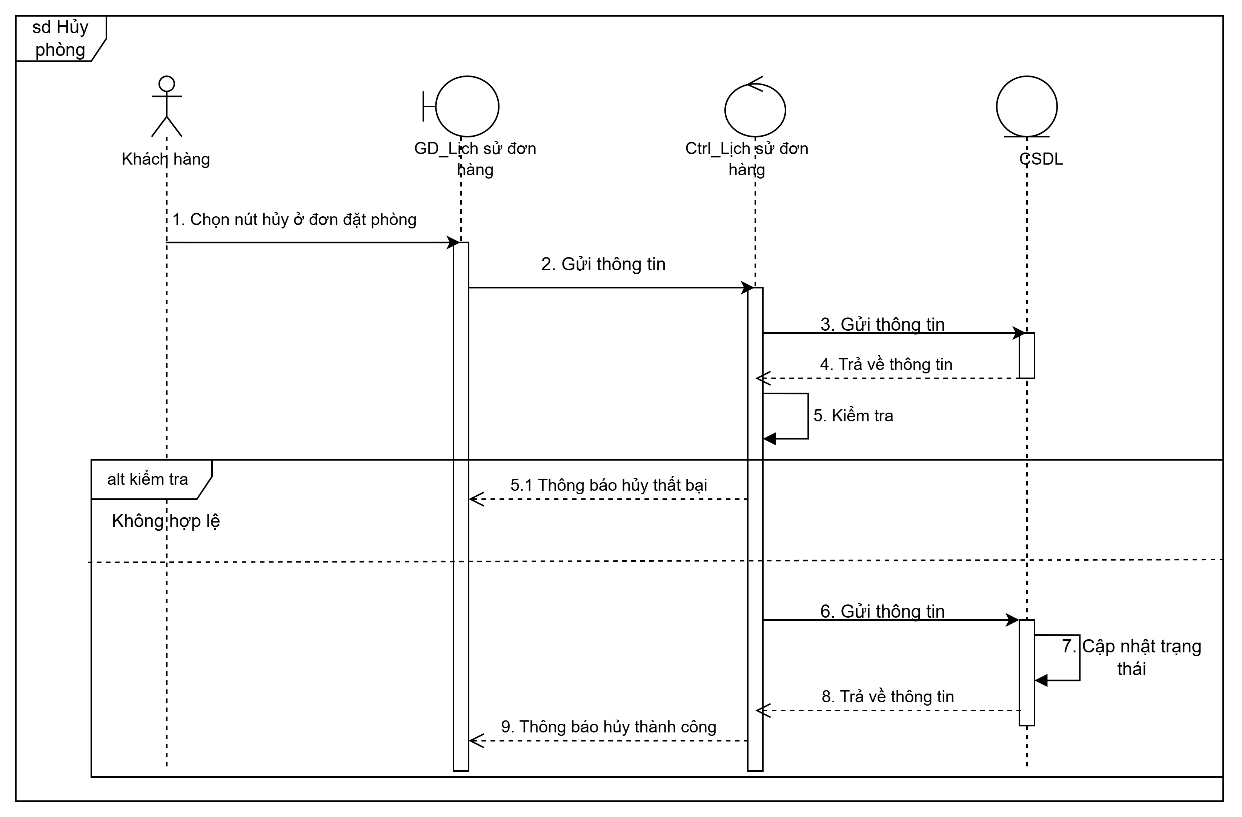 sd Hủy
phòng
Khách hàng
GD_Lịch sử đơn
hàng
Ctrl_Lịch sử đơn
hàng
CSDL
1. Chọn nút hủy ở đơn đặt phòng
2. Gửi thông tin
3. Gửi thông tin
4. Trả về thông tin
5. Kiểm tra
alt kiểm tra
5.1 Thông báo hủy thất bại
Không hợp lệ
6. Gửi thông tin
7. Cập nhật trạng
thái
8. Trả về thông tin
9. Thông báo hủy thành công